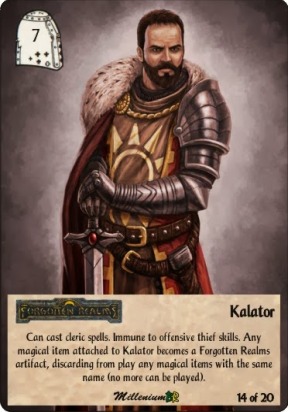 7
Forgotten Realms
Kalator
Can cast cleric spells. Immune to offensive thief skills. Any
magical item attached to Kalator becomes a Forgotten Realms
artifact, discarding from play any magical items with the same
name (no more can be played).
Millenium
14 of 20